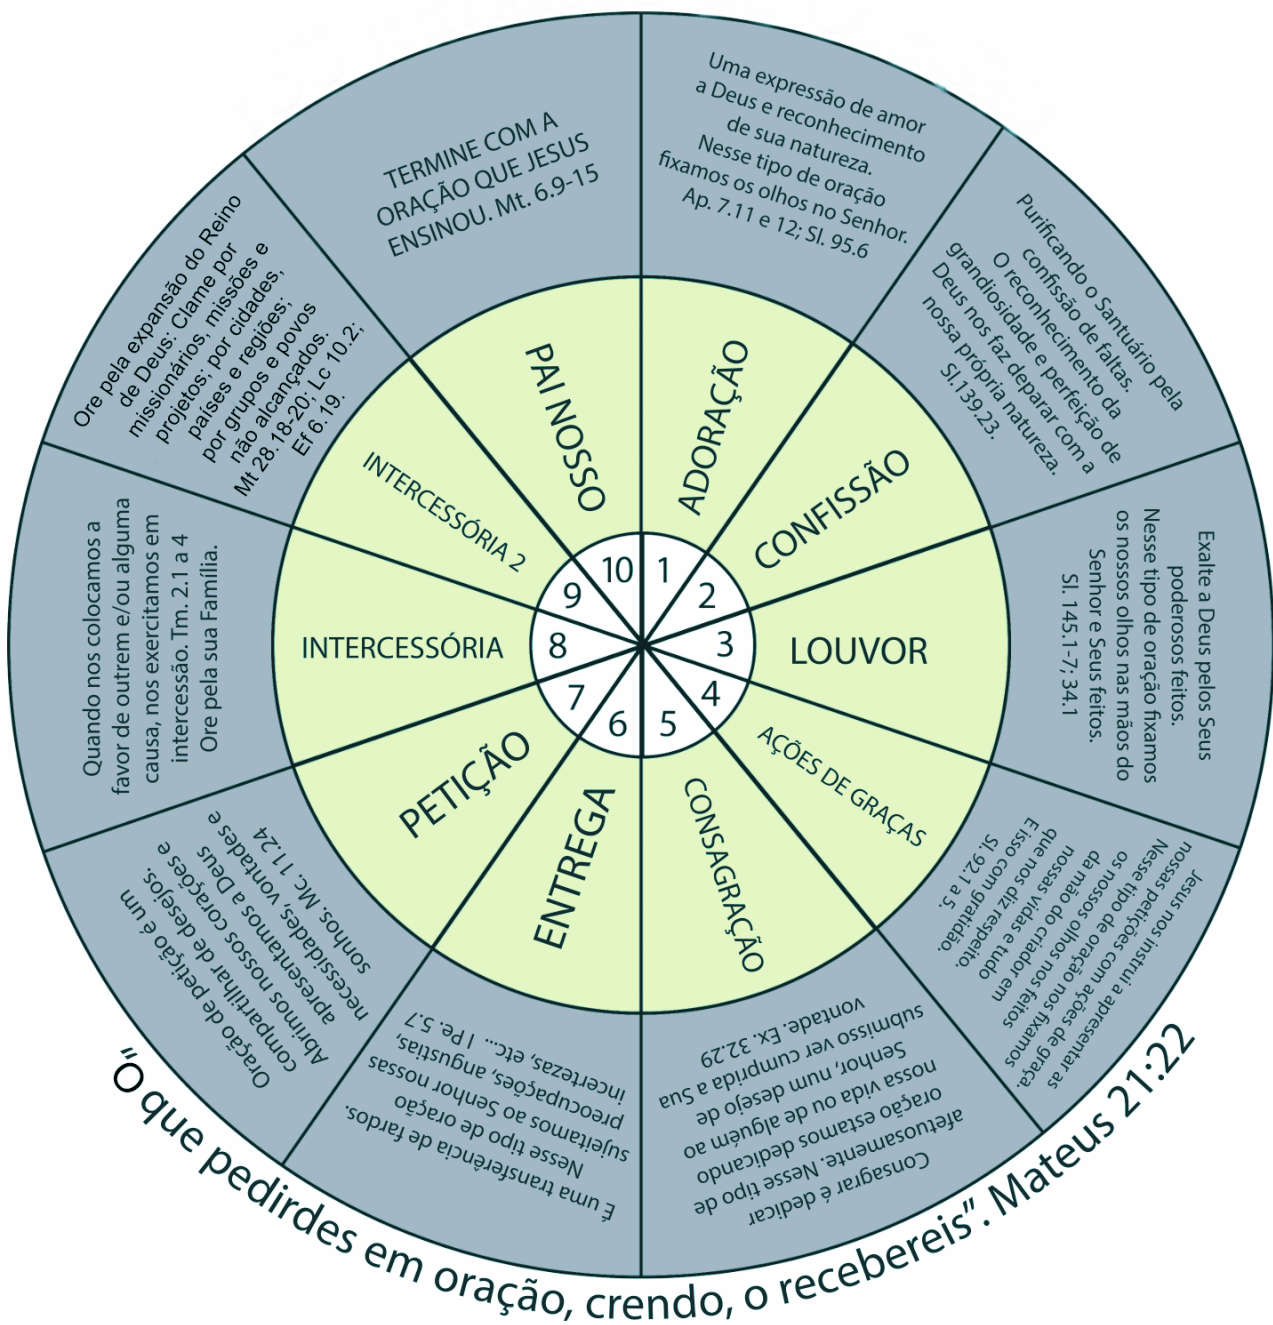 1
ADORAÇÃO
Uma expressão de amor
a Deus e reconhecimento
de sua natureza.
Nesse tipo de oração
fixamos os olhos no Senhor.
Ap. 7.11 e 12; Sl. 95.6
2
CONFISSÃO
Purificando o Santuário pela
confissão de faltas.
O reconhecimento da
grandiosidade e perfeição de
Deus nos faz deparar com a
nossa própria natureza.
Sl.139.23.
3
LOUVOR
Exalte a Deus pelos Seus
poderosos feitos.
Nesse tipo de oração fixamos
os nossos olhos nas mãos do
Senhor e Seus feitos.
Sl. 145.1-7; 34.1
4
AÇÕES DE GRAÇAS
Jesus nos instrui a apresentar as
nossas petições com ações de graça.
Nesse tipo de oração nos fixamos
os nossos olhos nos feitos
da mão do criador em
nossas vidas e tudo
que nos diz respeito.
E isso com gratidão.
Sl. 92.1 a 5.
5
CONSAGRAÇÃO
Consagrar é dedicar
afetuosamente. Nesse tipo de
oração estamos dedicando
nossa vida ou de alguém ao
Senhor, num desejo de
submisso ver cumprida a Sua
vontade. Ex. 32.29
6
ENTREGA
É uma transferência de fardos.
Nesse tipo de oração
sujeitamos ao Senhor nossas
preocupações, angustias,
incertezas, etc... I Pe. 5.7
7
PETIÇÃO
Oração de petição é um
compartilhar de desejos.
Abrimos nossos corações e
apresentamos a Deus
necessidades, vontades e
sonhos. Mc. 11.24
8
INTERCESSÓRIA
Quando nos colocamos a
favor de outrem e/ou alguma
causa, nos exercitamos em
intercessão. Tm. 2.1 a 4
Ore pela sua Família.
9
INTERCESSÓRIA 2
Ore pela expansão do Reino
de Deus: Clame por
missionários, missões e
projetos; por cidades,
países e regiões;
por grupos e povos
não alcançados.
Mt 28. 18-20; Lc 10.2;
Ef 6.19.
10
PAI NOSSO
TERMINE COM A
ORAÇÃO QUE JESUS
ENSINOU. Mt. 6.9-15
“O que pedirdes em oração, crendo, o recebereis”. Mateus 21:22